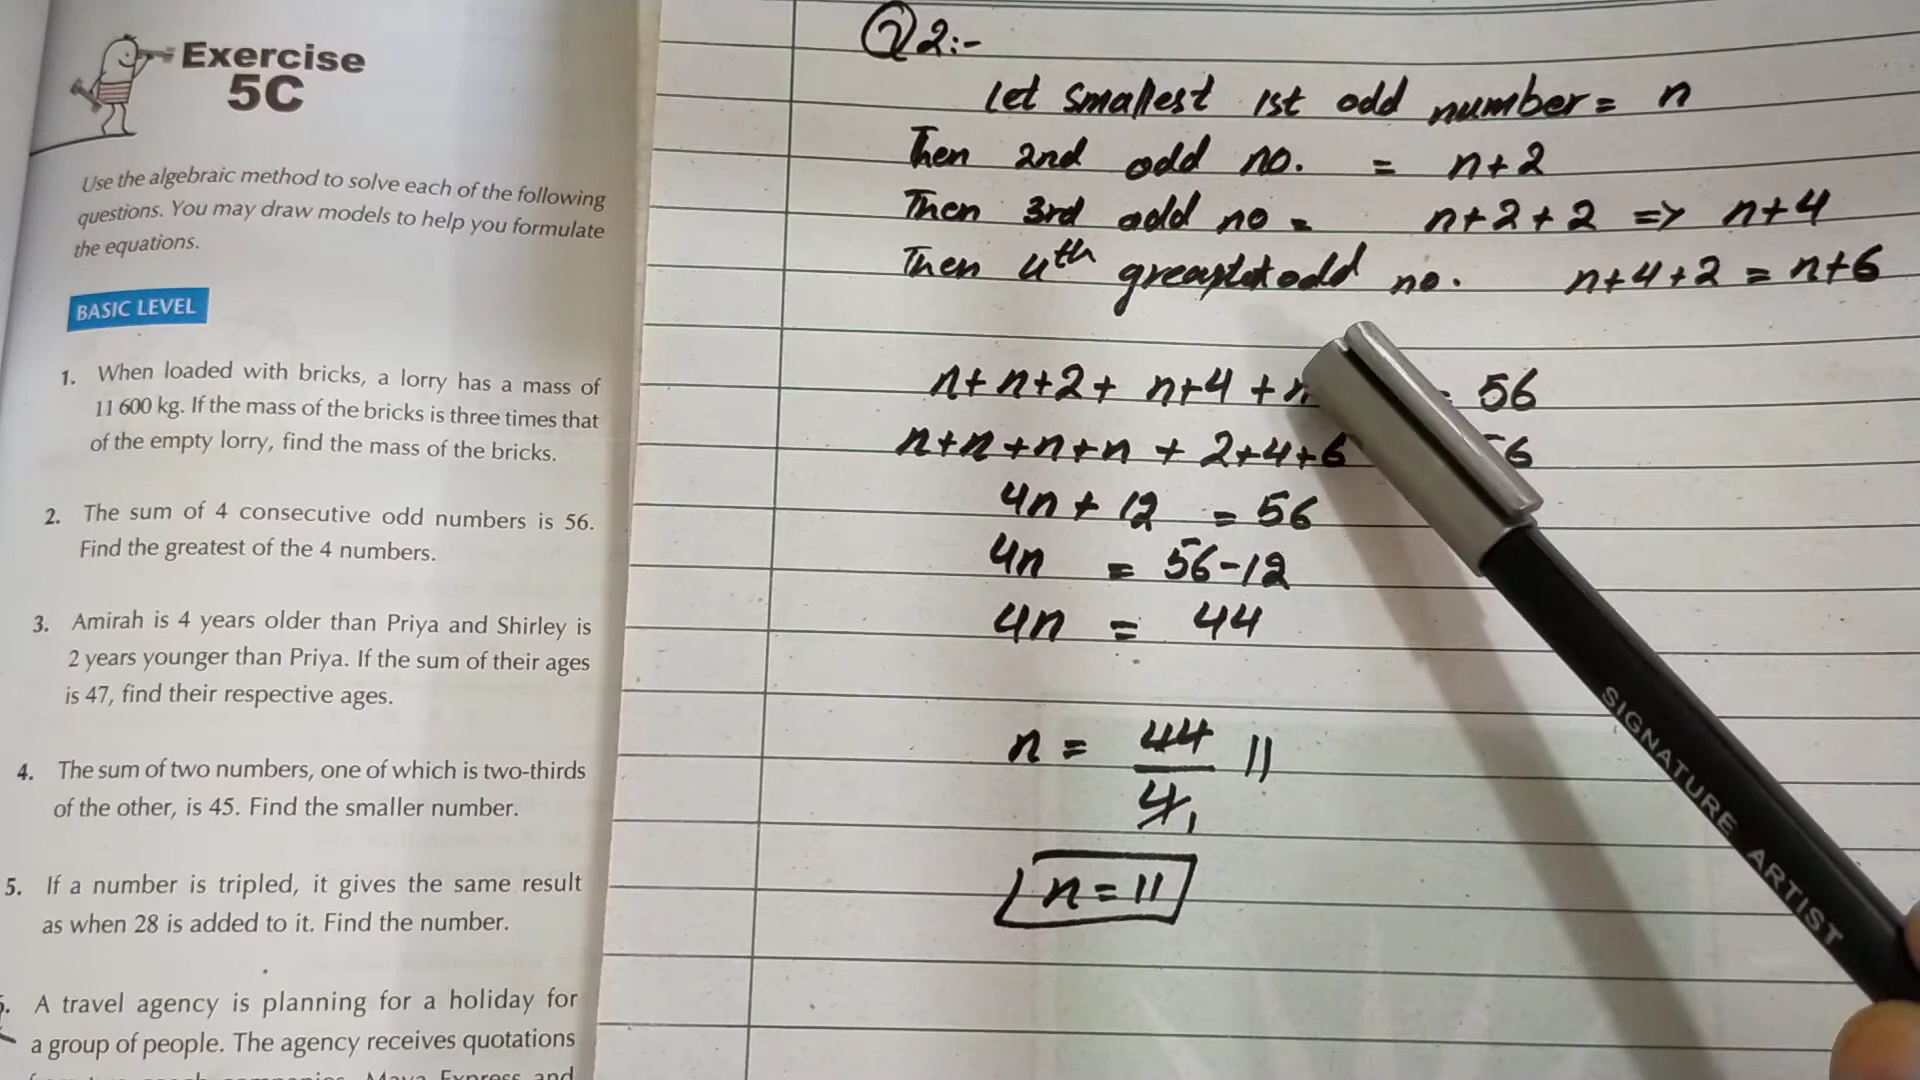 Exercise
5C
Use the algebraic method to solve each of the following
questions. You may draw models to help you formulate
the equations.
BASIC LEVEL
1. When loaded with bricks, a lorry has a mass of
11 600 kg. If the mass of the bricks is three times that
of the empty lorry, find the mass of the bricks.
2. The sum of 4 consecutive odd numbers is 56.
Find the greatest of the 4 numbers.
3. Amirah is 4 years older than Priya and Shirley is
2 years younger than Priya. If the sum of their ages
is 47, find their respective ages.
4. The sum of two numbers, one of which is two-thirds
of the other, is 45. Find the smaller number.
5. If a number is tripled, it gives the same result
as when 28 is added to it. Find the number.
A travel agency is planning for a holiday for
a group of people. The agency receives quotations
Maya Express and
Q2:-
Let smallest 1st odd number = n
Then 2nd odd no. = n+2
Then 3rd odd no = n+2+2 => n+4
Then 4th odd no. n+4+2 = n+6
n+n+2+ n+4 +n = 56
n+n+n+n + 2+4+6 56
4n + 12 = 56
4n = 56-12
4n = 44
n = 44 11
4 1
n = 11
SIGNATURE ARTIST